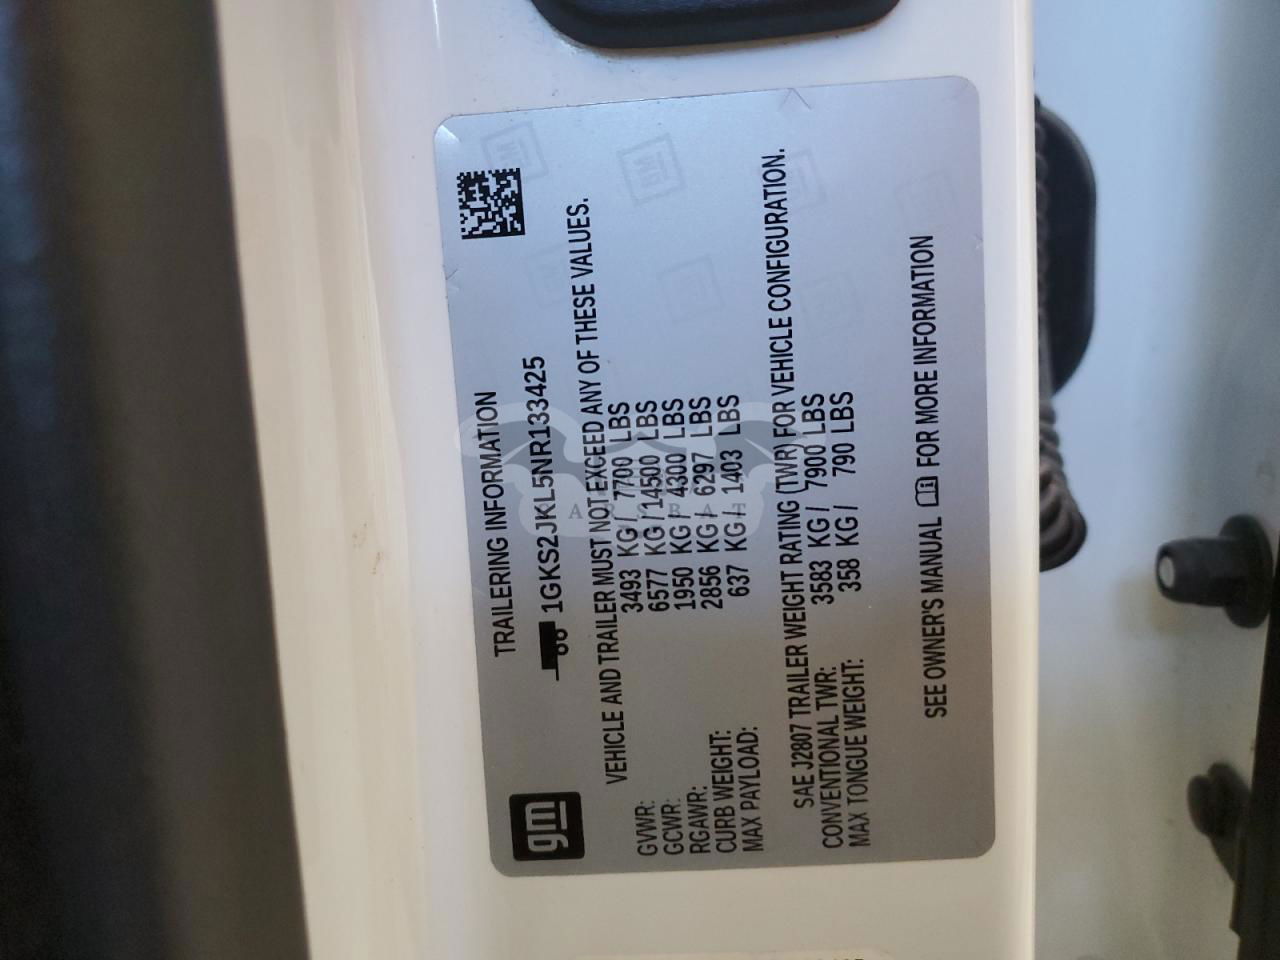 gm
TRAILERING INFORMATION
1GKS2JKL5NR133425
VEHICLE AND TRAILER MUST NOT EXCEED ANY OF THESE VALUES.
GVWR: 3493 KG / 7700 LBS
GCWR: 6577 KG / 14500 LBS
RGAWR: 1950 KG / 4300 LBS
CURB WEIGHT: 2856 KG / 6297 LBS
MAX PAYLOAD: 637 KG / 1403 LBS
SAE J2807 TRAILER WEIGHT RATING (TWR) FOR VEHICLE CONFIGURATION.
CONVENTIONAL TWR: 3583 KG / 7900 LBS
MAX TONGUE WEIGHT: 358 KG / 790 LBS
SEE OWNER'S MANUAL FOR MORE INFORMATION